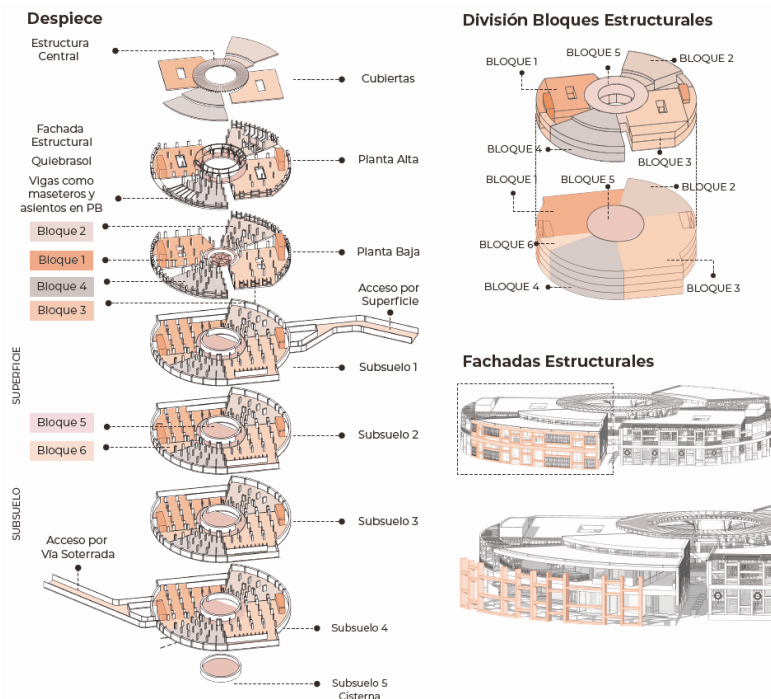 Despiece
Estructura
Central
Cubiertas
Fachada
Estructural
Quiebrasol
Planta Alta
Vigas como
maseteros y
asientos en PB
Bloque 2
Bloque 1
Bloque 4
Bloque 3
Planta Baja
Acceso por
Superficie
SUPERFICIE
Subsuelo 1
Bloque 5
Bloque 6
Subsuelo 2
SUBSUELO
Subsuelo 3
Acceso por
Vía Soterrada
Subsuelo 4
Subsuelo 5
Cisterna
División Bloques Estructurales
BLOQUE 5
BLOQUE 1
BLOQUE 2
BLOQUE 4
BLOQUE 3
BLOQUE 1
BLOQUE 5
BLOQUE 2
BLOQUE 6
BLOQUE 4
BLOQUE 3
Fachadas Estructurales